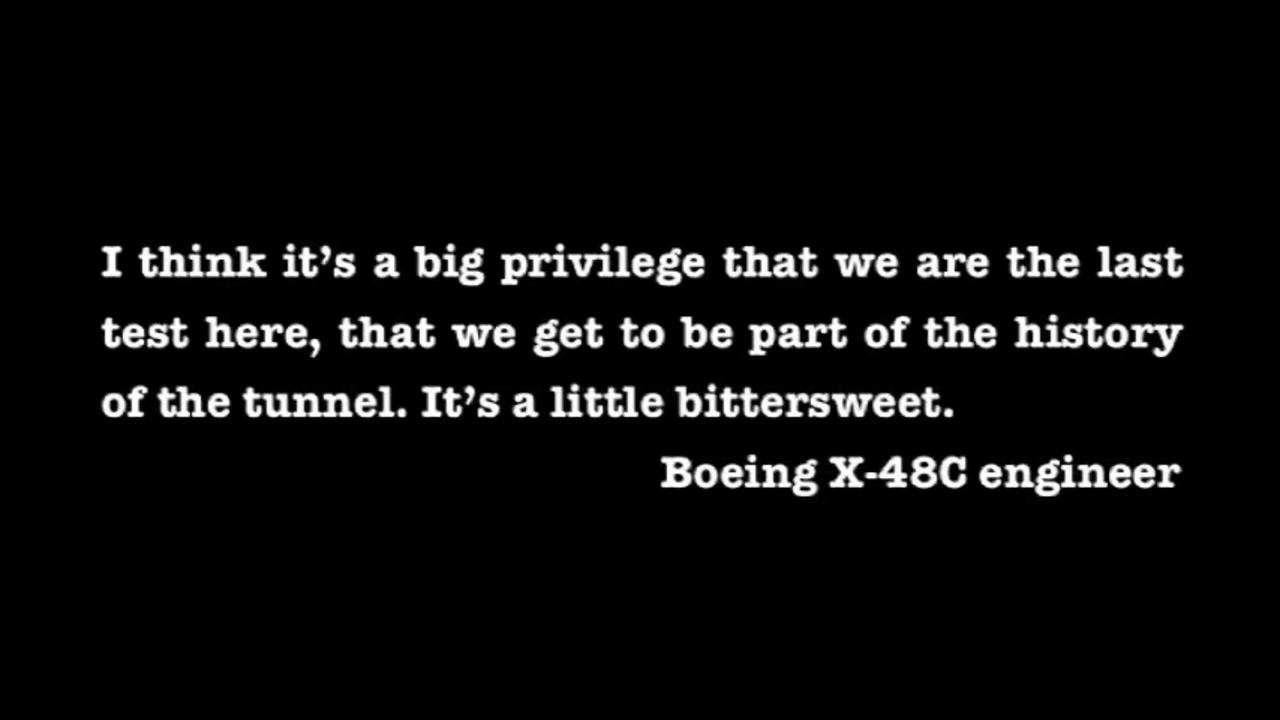 I think it’s a big privilege that we are the last
test here, that we get to be part of the history
of the tunnel. It’s a little bittersweet.
Boeing X-48C engineer